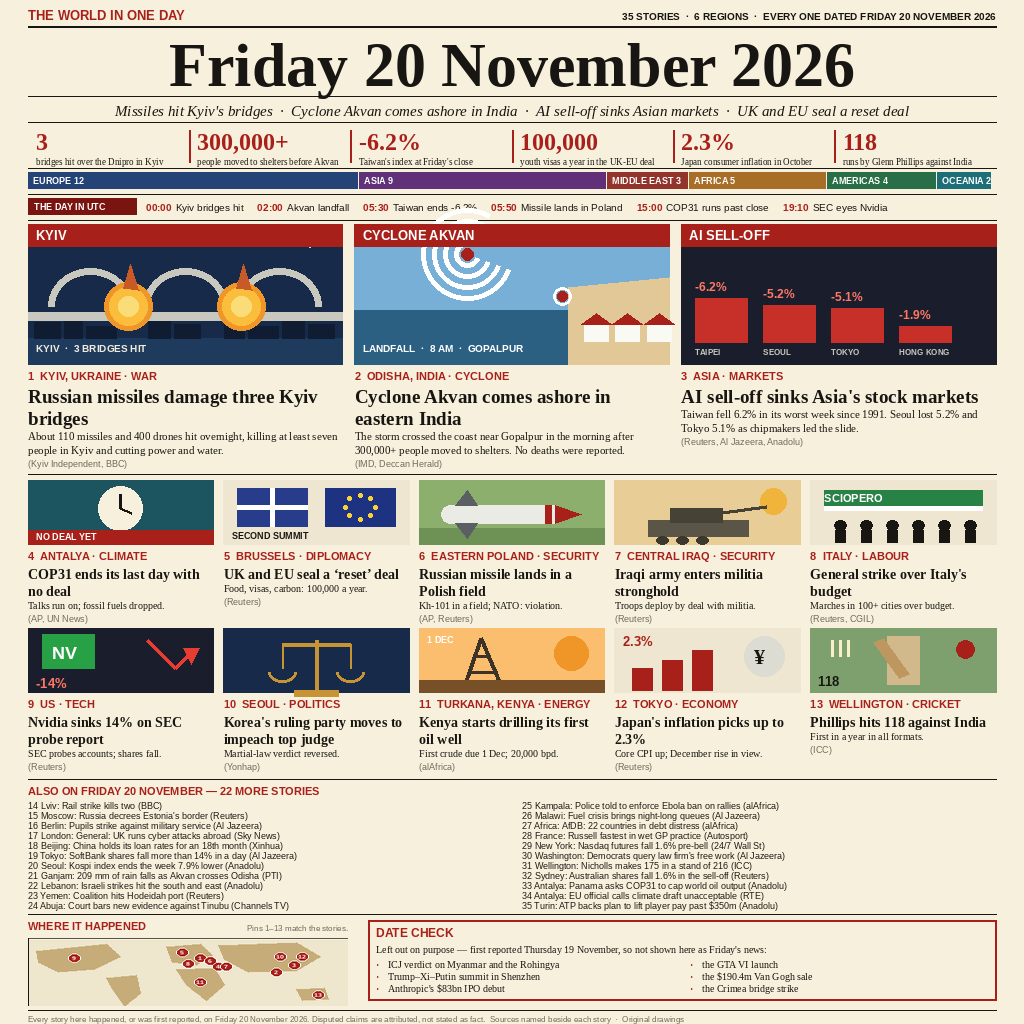 THE WORLD IN ONE DAY
35 STORIES · 6 REGIONS · EVERY ONE DATED FRIDAY 20 NOVEMBER 2026
Friday 20 November 2026
Missiles hit Kyiv's bridges · Cyclone Akvan comes ashore in India · AI sell-off sinks Asian markets · UK and EU seal a reset deal
3
bridges hit over the Dnipro in Kyiv
300,000+
people moved to shelters before Akvan
-6.2%
Taiwan's index at Friday's close
100,000
youth visas a year in the UK-EU deal
2.3%
Japan consumer inflation in October
118
runs by Glenn Phillips against India
EUROPE 12
ASIA 9
MIDDLE EAST 3
AFRICA 5
AMERICAS 4
OCEANIA 2
THE DAY IN UTC
00:00 Kyiv bridges hit
02:00 Akvan landfall
05:30 Taiwan ends -6.2%
05:50 Missile lands in Poland
15:00 COP31 runs past close
19:10 SEC eyes Nvidia
KYIV
KYIV · 3 BRIDGES HIT
1 KYIV, UKRAINE · WAR
Russian missiles damage three Kyiv
bridges
About 110 missiles and 400 drones hit overnight, killing at least seven
people in Kyiv and cutting power and water.
(Kyiv Independent, BBC)
CYCLONE AKVAN
LANDFALL · 8 AM · GOPALPUR
2 ODISHA, INDIA · CYCLONE
Cyclone Akvan comes ashore in
eastern India
The storm crossed the coast near Gopalpur in the morning after
300,000+ people moved to shelters. No deaths were reported.
(IMD, Deccan Herald)
AI SELL-OFF
-6.2%
-5.2%
-5.1%
-1.9%
TAIPEI
SEOUL
TOKYO
HONG KONG
3 ASIA · MARKETS
AI sell-off sinks Asia's stock markets
Taiwan fell 6.2% in its worst week since 1991. Seoul lost 5.2% and
Tokyo 5.1% as chipmakers led the slide.
(Reuters, Al Jazeera, Anadolu)
NO DEAL YET
4 ANTALYA · CLIMATE
COP31 ends its last day with
no deal
Talks run on; fossil fuels dropped.
(AP, UN News)
SECOND SUMMIT
5 BRUSSELS · DIPLOMACY
UK and EU seal a ‘reset’ deal
Food, visas, carbon: 100,000 a year.
(Reuters)
6 EASTERN POLAND · SECURITY
Russian missile lands in a
Polish field
Kh-101 in a field; NATO: violation.
(AP, Reuters)
7 CENTRAL IRAQ · SECURITY
Iraqi army enters militia
stronghold
Troops deploy by deal with militia.
(Reuters)
SCIOPERO
8 ITALY · LABOUR
General strike over Italy's
budget
Marches in 100+ cities over budget.
(Reuters, CGIL)
NV
-14%
9 US · TECH
Nvidia sinks 14% on SEC
probe report
SEC probes accounts; shares fall.
(Reuters)
10 SEOUL · POLITICS
Korea's ruling party moves to
impeach top judge
Martial-law verdict reversed.
(Yonhap)
1 DEC
11 TURKANA, KENYA · ENERGY
Kenya starts drilling its first
oil well
First crude due 1 Dec; 20,000 bpd.
(alAfria)
2.3%
¥
12 TOKYO · ECONOMY
Japan's inflation picks up to
2.3%
Core CPI up; December rise in view.
(Reuters)
118
13 WELLINGTON · CRICKET
Phillips hits 118 against India
First in a year in all formats.
(ICC)
ALSO ON FRIDAY 20 NOVEMBER — 22 MORE STORIES
14 Lviv: Rail strike kills two (BBC)
15 Moscow: Russia decrees Estonia's border (Reuters)
16 Berlin: Pupils strike against military service (Al Jazeera)
17 London: General: UK runs cyber attacks abroad (Sky News)
18 Beijing: China holds its loan rates for an 18th month (Xinhua)
19 Tokyo: SoftBank shares fall more than 14% in a day (Al Jazeera)
20 Seoul: Kospi index ends the week 7.9% lower (Anadolu)
21 Ganjam: 209 mm of rain falls as Akvan crosses Odisha (PTI)
22 Lebanon: Israeli strikes hit the south and east (Anadolu)
23 Yemen: Coalition hits Hodeidah port (Reuters)
24 Abuja: Court bars new evidence against Tinubu (Channels TV)
25 Kampala: Police told to enforce Ebola ban on rallies (alAfrica)
26 Malawi: Fuel crisis brings night-long queues (Al Jazeera)
27 Africa: AfDB: 22 countries in debt distress (alAfrica)
28 France: Russell fastest in wet GP practice (Autosport)
29 New York: Nasdaq futures fall 1.6% pre-bell (24/7 Wall St)
30 Washington: Democrats query law firm's free work (Al Jazeera)
31 Wellington: Nicholls makes 175 in a stand of 216 (ICC)
32 Sydney: Australian shares fall 1.6% in the sell-off (Reuters)
33 Antalya: Panama asks COP31 to cap world oil output (Anadolu)
34 Antalya: EU official calls climate draft unacceptable (RTE)
35 Turin: ATP backs plan to lift player pay past $350m (Anadolu)
WHERE IT HAPPENED
Pins 1–13 match the stories.
DATE CHECK
Left out on purpose — first reported Thursday 19 November, so not shown here as Friday's news:
· ICJ verdict on Myanmar and the Rohingya
· Trump–Xi–Putin summit in Shenzhen
· Anthropic's $83bn IPO debut
· the GTA VI launch
· the $190.4m Van Gogh sale
· the Crimea bridge strike
Every story here happened, or was first reported, on Friday 20 November 2026. Disputed claims are attributed, not stated as fact. Sources named beside each story · Original drawings